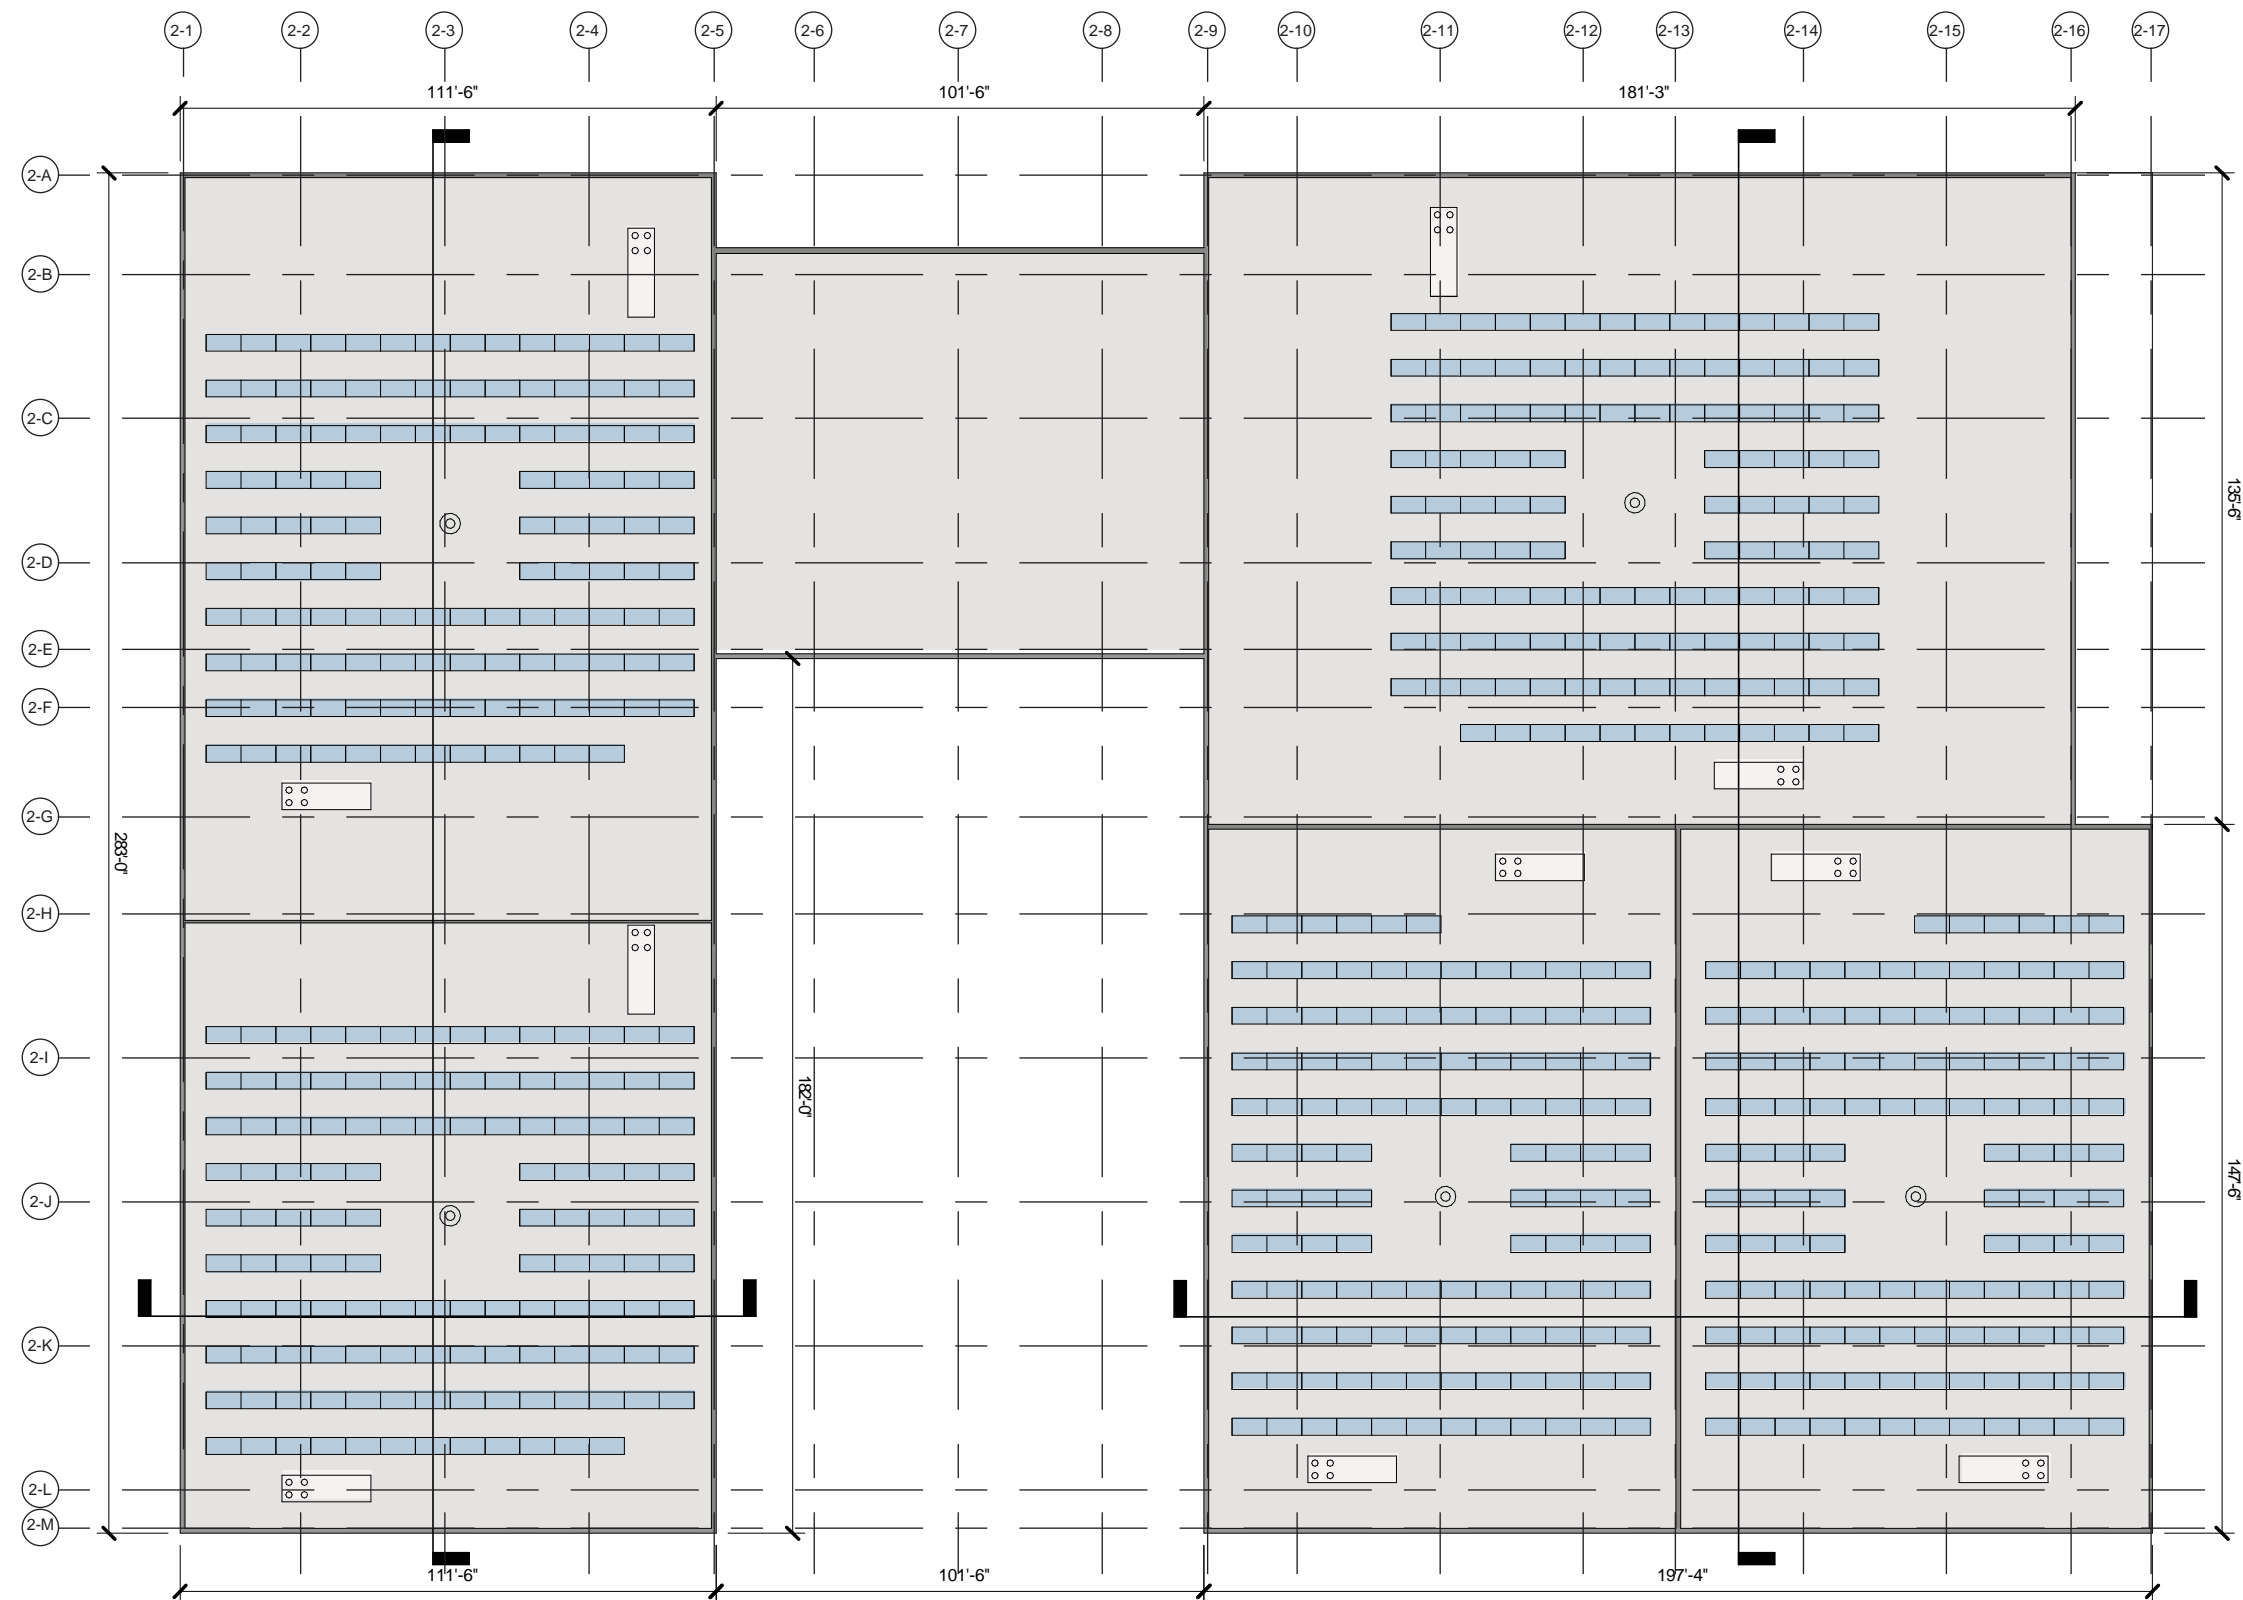 2-1 2-2 2-3 2-4 2-5 2-6 2-7 2-8 2-9 2-10 2-11 2-12 2-13 2-14 2-15 2-16 2-17
111'-6" 101'-6" 181'-3"
2-A
2-B
2-C
135'-6"
2-D
2-E
2-F
2-G
283'-0"
2-H
2-I
182'-0"
147'-6"
2-J
2-K
2-L
2-M
111'-6" 101'-6" 197'-4"